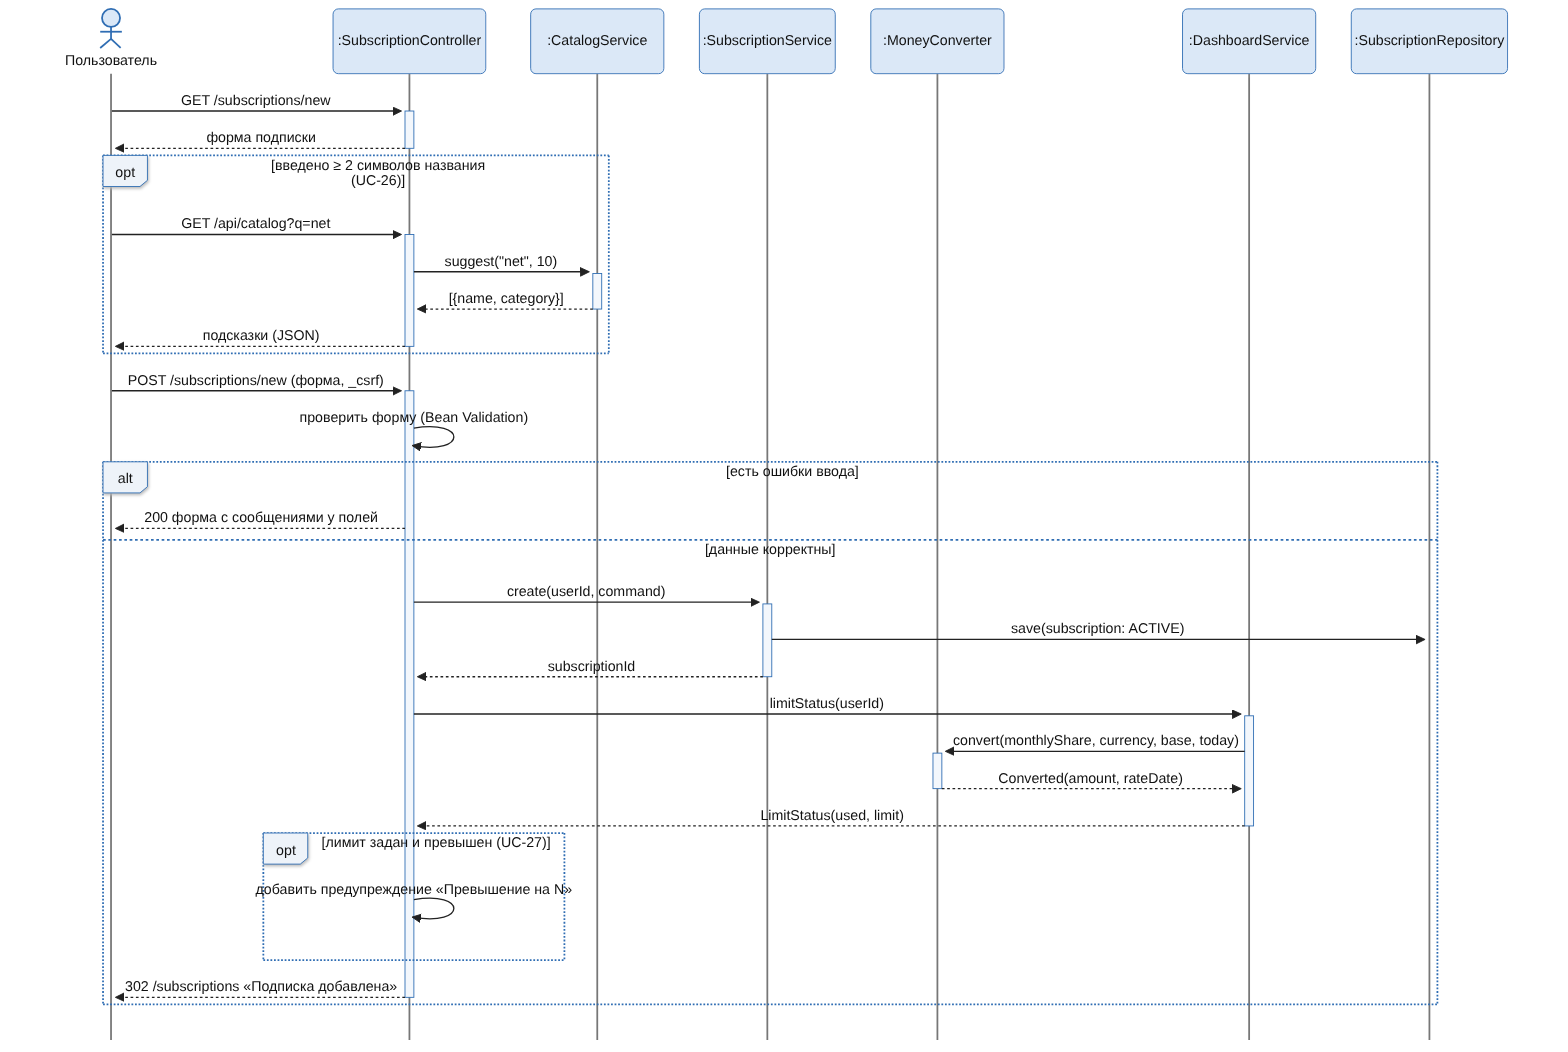 Пользователь
:SubscriptionController
:CatalogService
:SubscriptionService
:MoneyConverter
:DashboardService
:SubscriptionRepository
GET /subscriptions/new
форма подписки
opt
[введено ≥ 2 символов названия
(UC-26)]
GET /api/catalog?q=net
suggest("net", 10)
[{name, category}]
подсказки (JSON)
POST /subscriptions/new (форма, _csrf)
проверить форму (Bean Validation)
alt
[есть ошибки ввода]
200 форма с сообщениями у полей
[данные корректны]
create(userId, command)
save(subscription: ACTIVE)
subscriptionId
limitStatus(userId)
convert(monthlyShare, currency, base, today)
Converted(amount, rateDate)
LimitStatus(used, limit)
opt
[лимит задан и превышен (UC-27)]
добавить предупреждение «Превышение на N»
302 /subscriptions «Подписка добавлена»